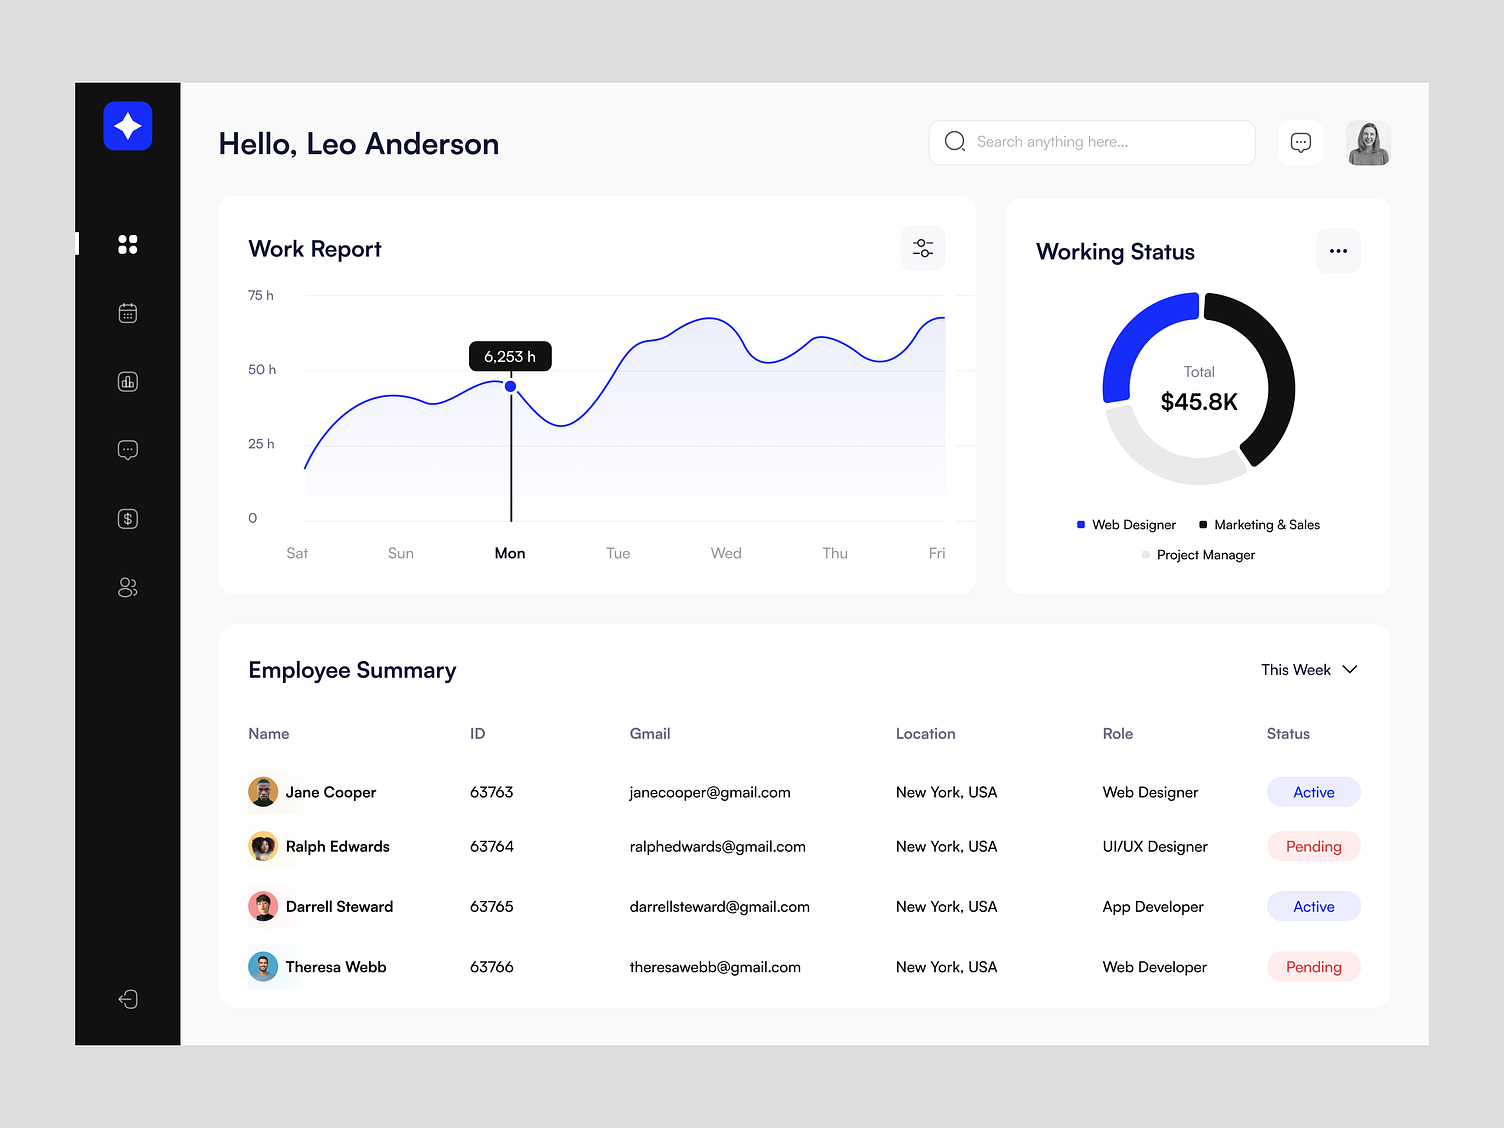 Hello, Leo Anderson
Search anything here...
Work Report
75 h
50 h
25 h
0
6,253 h
Sat Sun Mon Tue Wed Thu Fri
Working Status
Total
$45.8K
Web Designer Marketing & Sales
Project Manager
Employee Summary
This Week
Name ID Gmail Location Role Status
Jane Cooper 63763 janecooper@gmail.com New York, USA Web Designer Active
Ralph Edwards 63764 ralphedwards@gmail.com New York, USA UI/UX Designer Pending
Darrell Steward 63765 darrellsteward@gmail.com New York, USA App Developer Active
Theresa Webb 63766 theresawebb@gmail.com New York, USA Web Developer Pending